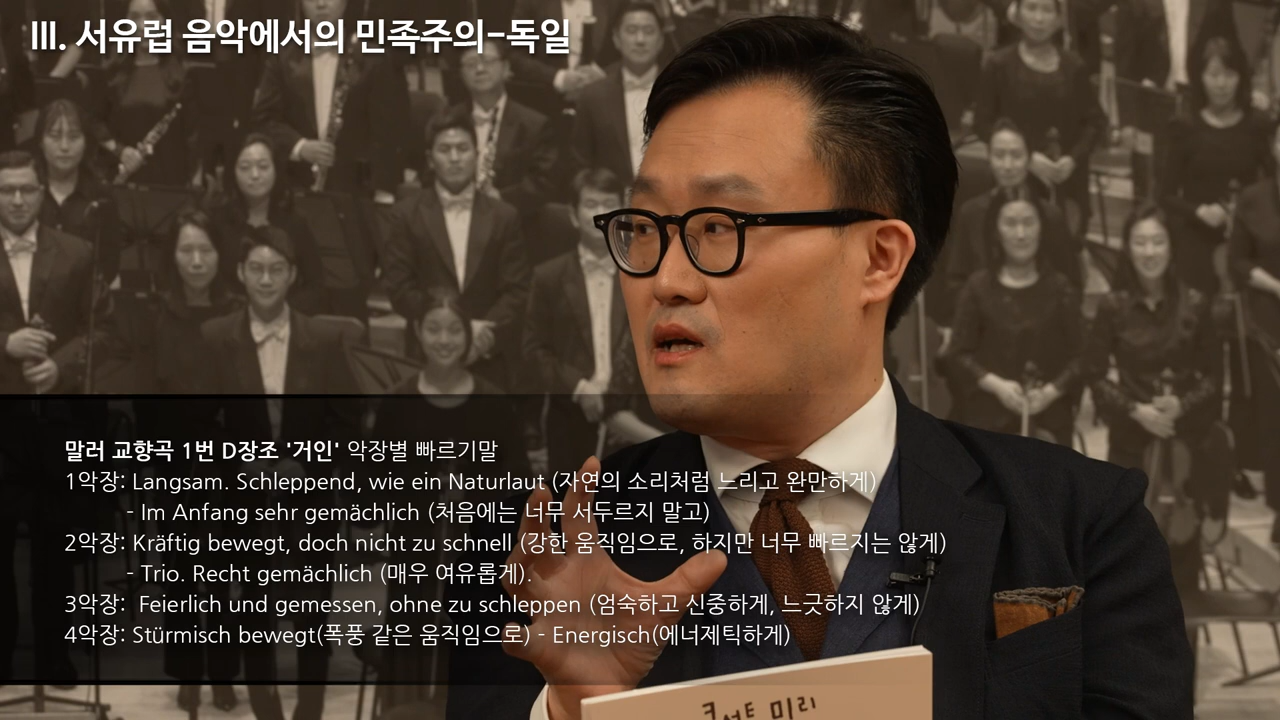 III. 서유럽 음악에서의 민족주의-독일
말러 교향곡 1번 D장조 '거인' 악장별 빠르기말
1악장: Langsam. Schleppend, wie ein Naturlaut (자연의 소리처럼 느리고 완만하게)
- Im Anfang sehr gemächlich (처음에는 너무 서두르지 말고)
2악장: Kräftig bewegt, doch nicht zu schnell (강한 움직임으로, 하지만 너무 빠르지는 않게)
- Trio. Recht gemächlich (매우 여유롭게).
3악장: Feierlich und gemessen, ohne zu schleppen (엄숙하고 신중하게, 느긋하지 않게)
4악장: Stürmisch bewegt(폭풍 같은 움직임으로) - Energisch(에너제틱하게)
미리